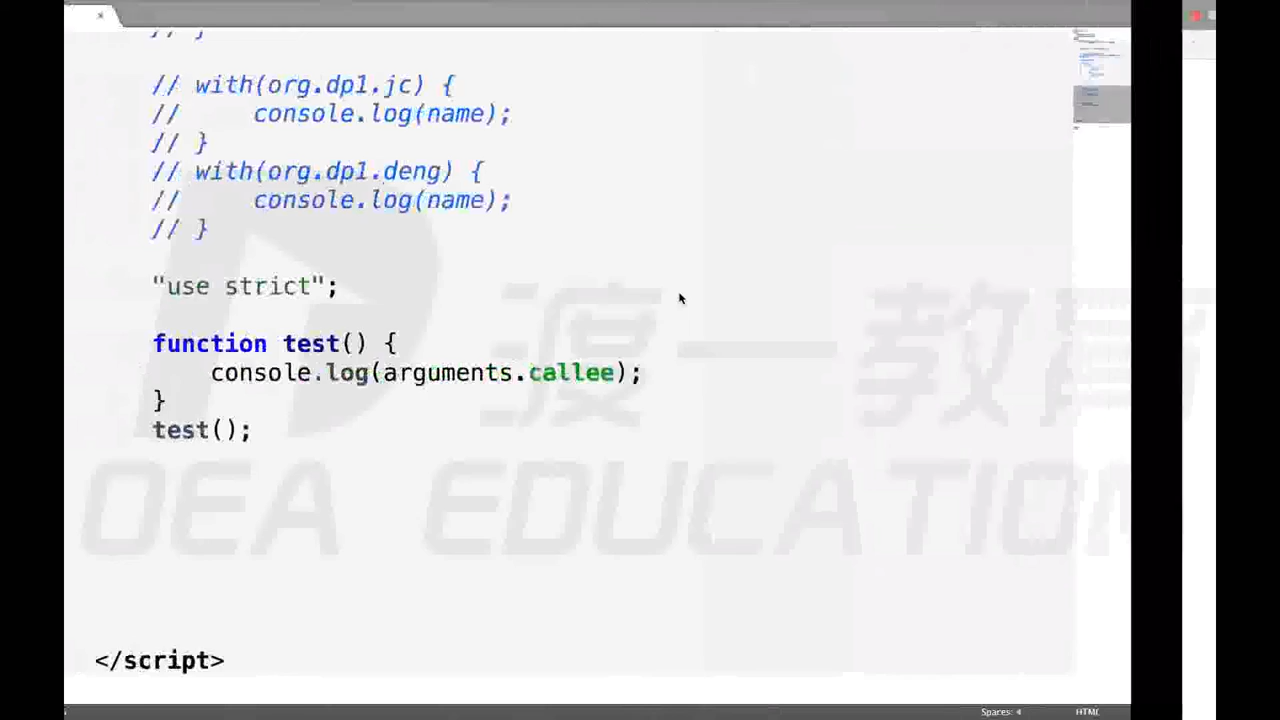 // }
// with(org.dp1.jc) {
//     console.log(name);
// }
// with(org.dp1.deng) {
//     console.log(name);
// }
"use strict";
function test() {
    console.log(arguments.callee);
}
test();
渡一教育
DEA EDUCATION
</script>
Spaces: 4
HTML